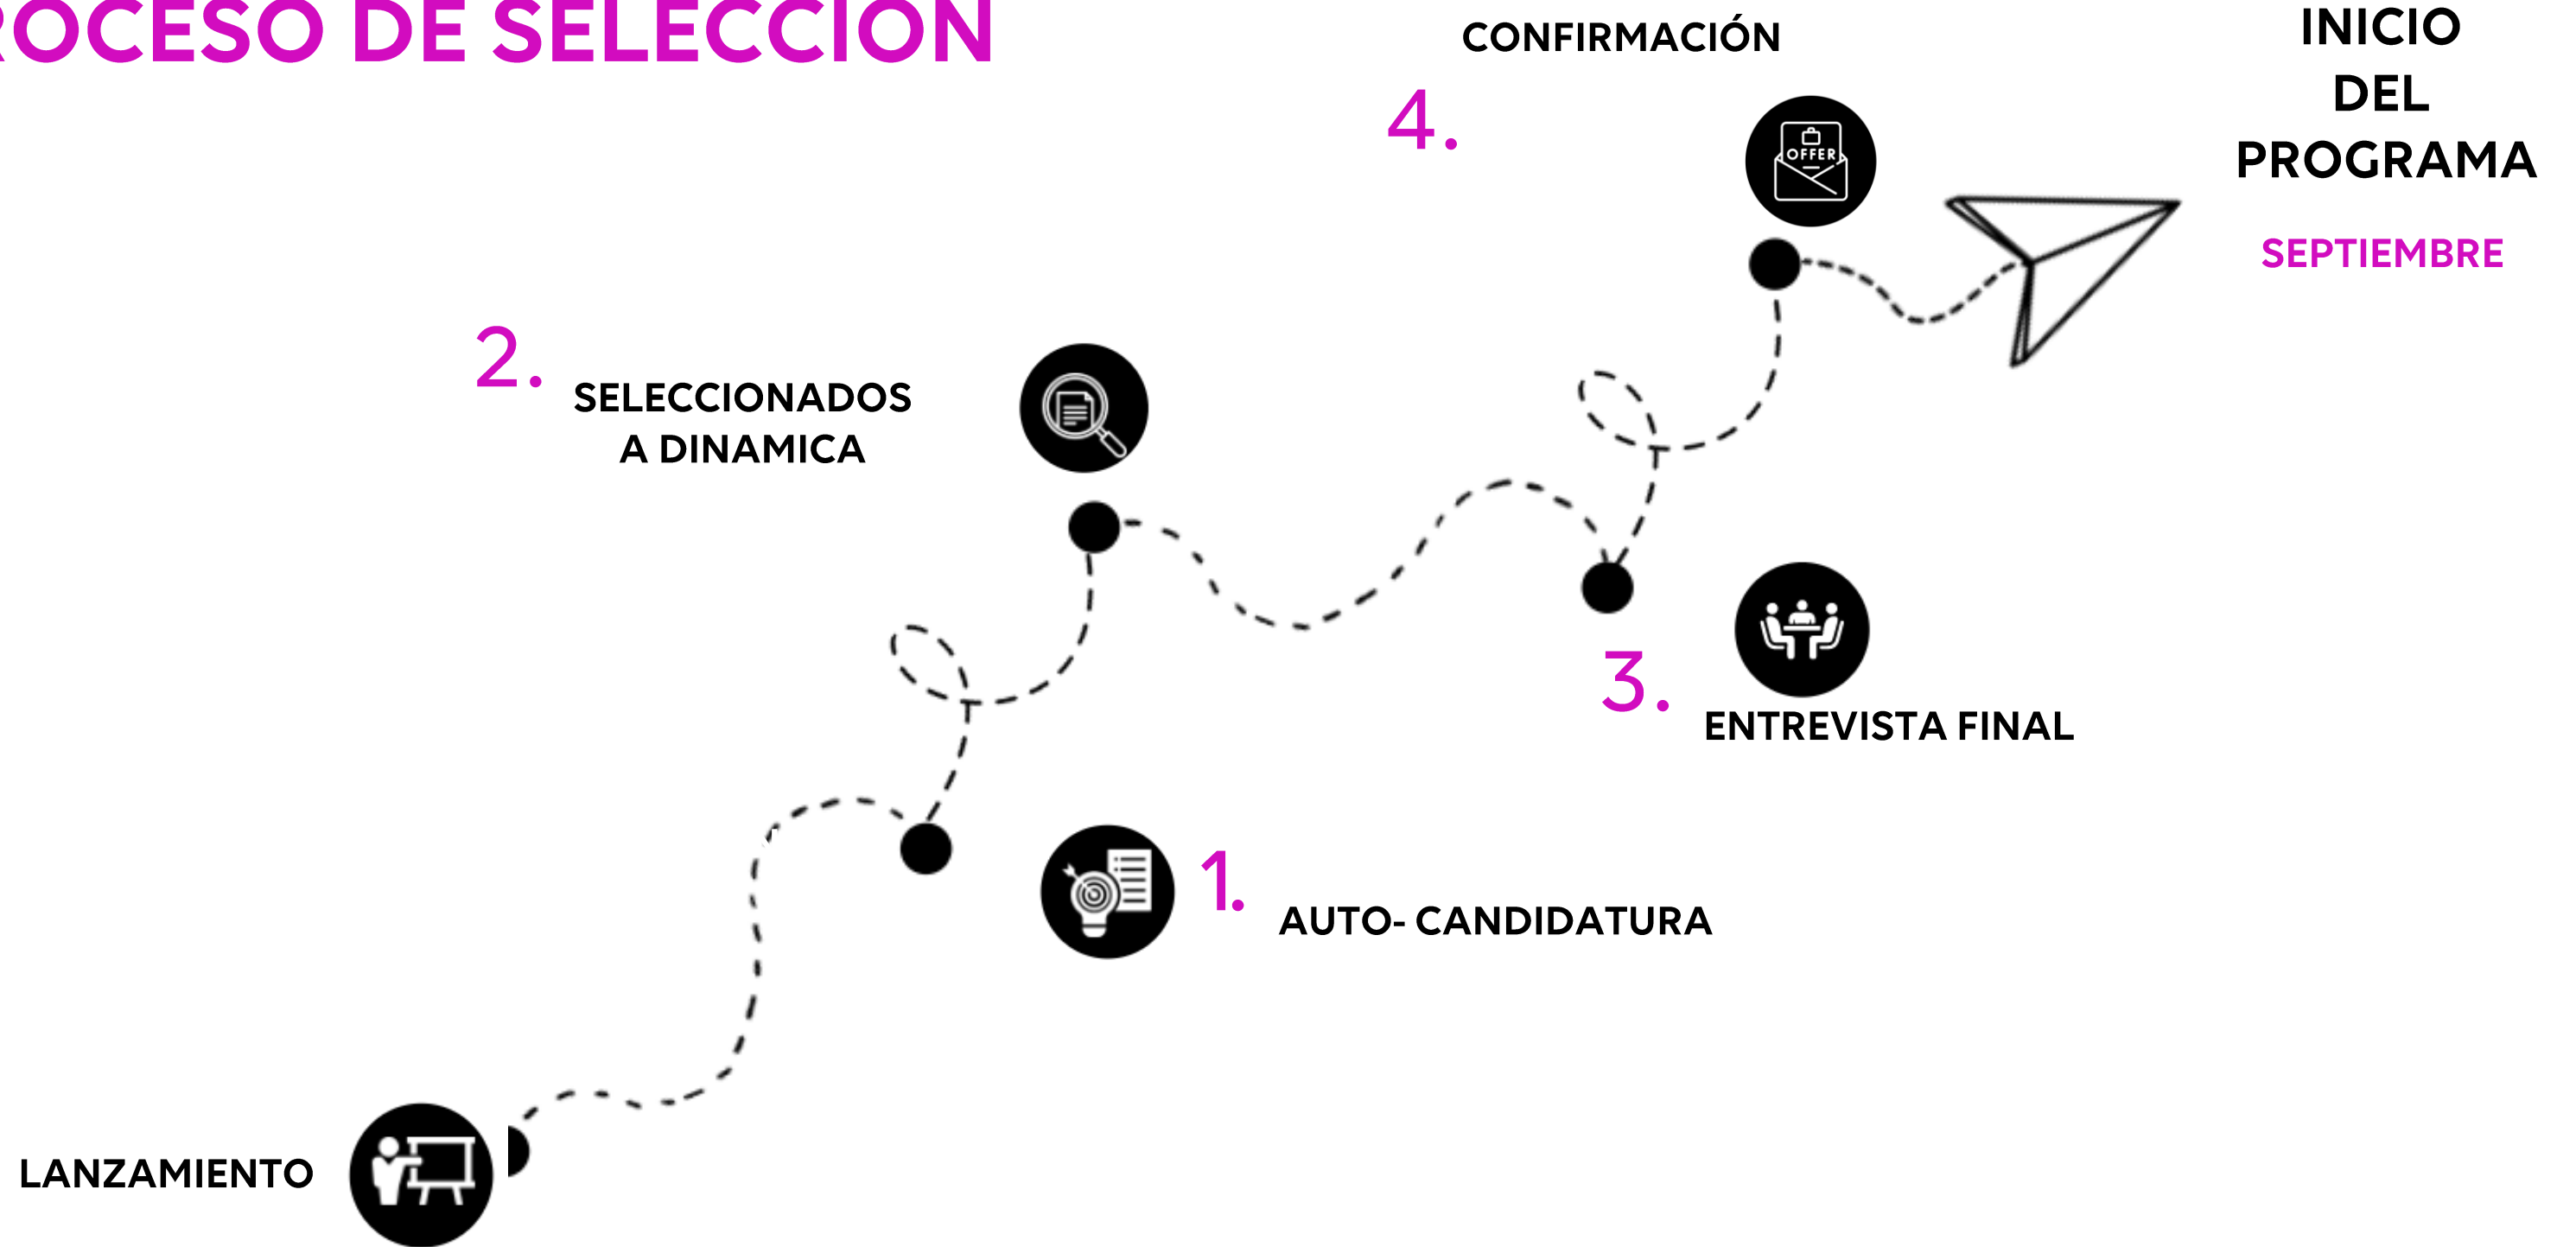 ROCESO DE SELECCIÓN
CONFIRMACIÓN
4.
OFFER
INICIO
DEL
PROGRAMA
SEPTIEMBRE
2.
SELECCIONADOS
A DINAMICA
3.
ENTREVISTA FINAL
1.
AUTO- CANDIDATURA
LANZAMIENTO